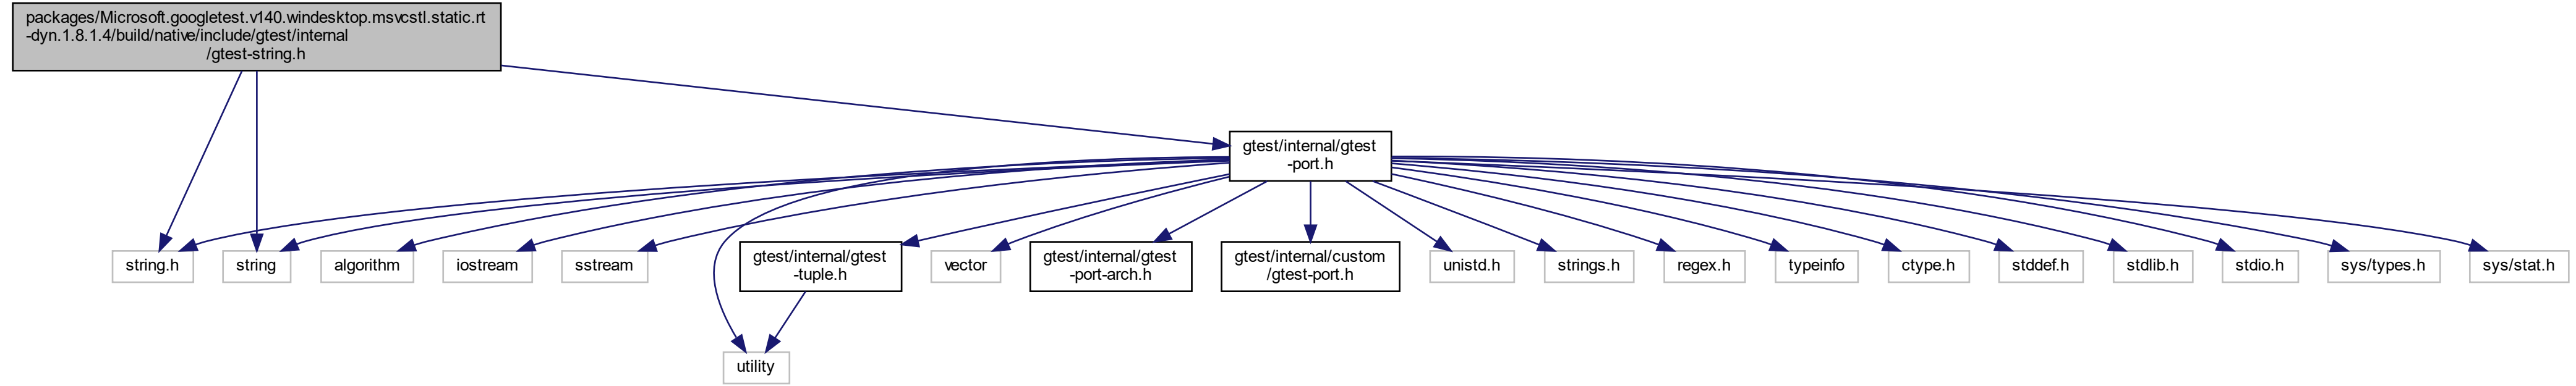 packages/Microsoft.googletest.v140.windesktop.msvcstl.static.rt
-dyn.1.8.1.4/build/native/include/gtest/internal
/gtest-string.h
gtest/internal/gtest
-port.h
string.h
string
algorithm
iostream
sstream
gtest/internal/gtest
-tuple.h
vector
gtest/internal/gtest
-port-arch.h
gtest/internal/custom
/gtest-port.h
unistd.h
strings.h
regex.h
typeinfo
ctype.h
stddef.h
stdlib.h
stdio.h
sys/types.h
sys/stat.h
utility